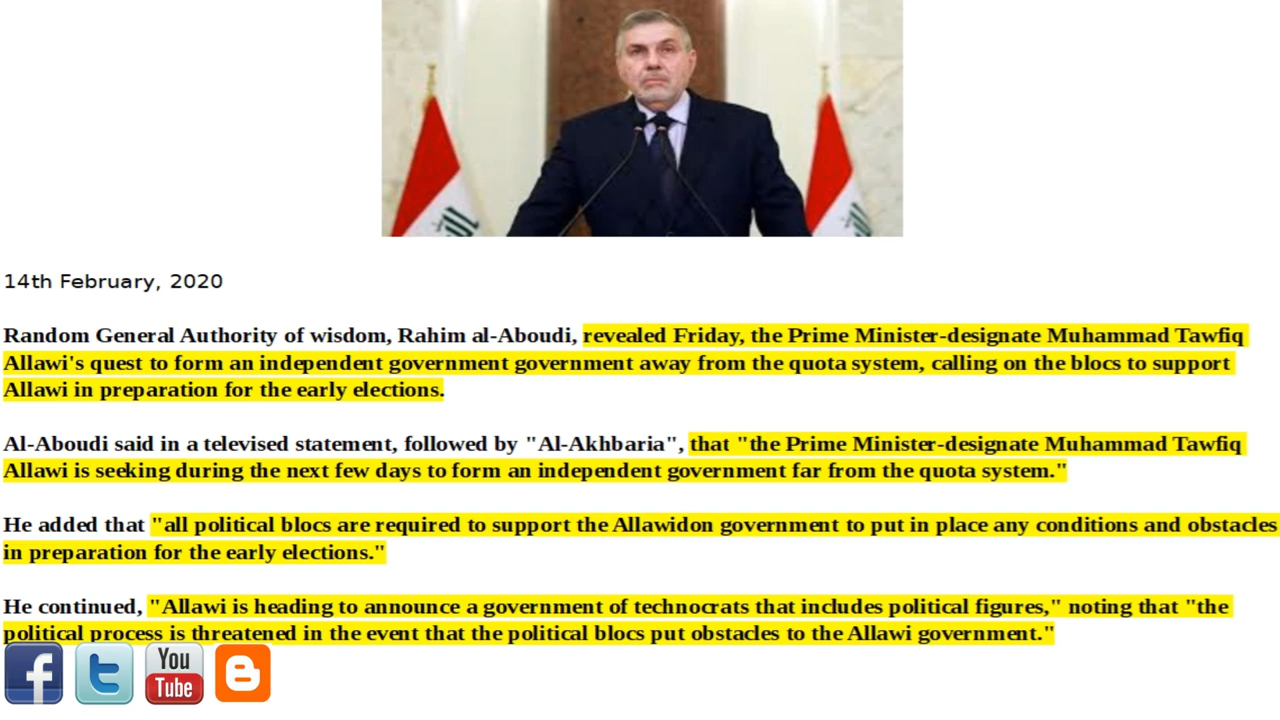 14th February, 2020
Random General Authority of wisdom, Rahim al-Aboudi, revealed Friday, the Prime Minister-designate Muhammad Tawfiq
Allawi's quest to form an independent government government away from the quota system, calling on the blocs to support
Allawi in preparation for the early elections.
Al-Aboudi said in a televised statement, followed by "Al-Akhbaria", that "the Prime Minister-designate Muhammad Tawfiq
Allawi is seeking during the next few days to form an independent government far from the quota system."
He added that "all political blocs are required to support the Allawidon government to put in place any conditions and obstacles
in preparation for the early elections."
He continued, "Allawi is heading to announce a government of technocrats that includes political figures," noting that "the
political process is threatened in the event that the political blocs put obstacles to the Allawi government."
You
Tube